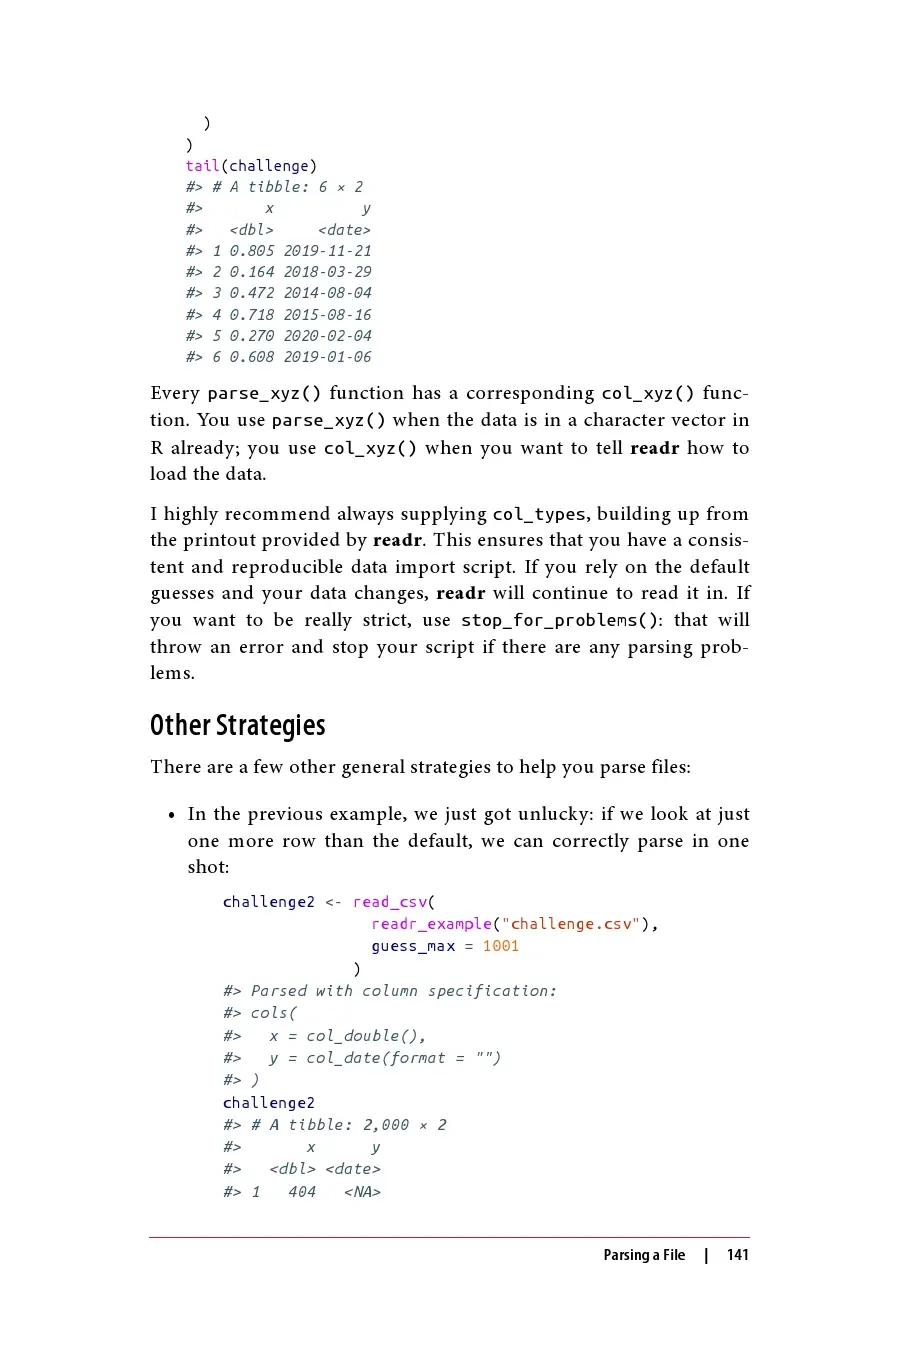 )
)
tail(challenge)
#> # A tibble: 6 × 2
#>       x          y
#>   <dbl>     <date>
#> 1 0.805 2019-11-21
#> 2 0.164 2018-03-29
#> 3 0.472 2014-08-04
#> 4 0.718 2015-08-16
#> 5 0.270 2020-02-04
#> 6 0.608 2019-01-06
Every parse_xyz() function has a corresponding col_xyz() func-
tion. You use parse_xyz() when the data is in a character vector in
R already; you use col_xyz() when you want to tell readr how to
load the data.
I highly recommend always supplying col_types, building up from
the printout provided by readr. This ensures that you have a consis-
tent and reproducible data import script. If you rely on the default
guesses and your data changes, readr will continue to read it in. If
you want to be really strict, use stop_for_problems(): that will
throw an error and stop your script if there are any parsing prob-
lems.
Other Strategies
There are a few other general strategies to help you parse files:
• In the previous example, we just got unlucky: if we look at just
one more row than the default, we can correctly parse in one
shot:
challenge2 <- read_csv(
                readr_example("challenge.csv"),
                guess_max = 1001
              )
#> Parsed with column specification:
#> cols(
#>   x = col_double(),
#>   y = col_date(format = "")
#> )
challenge2
#> # A tibble: 2,000 × 2
#>       x      y
#>   <dbl> <date>
#> 1   404   <NA>
Parsing a File | 141